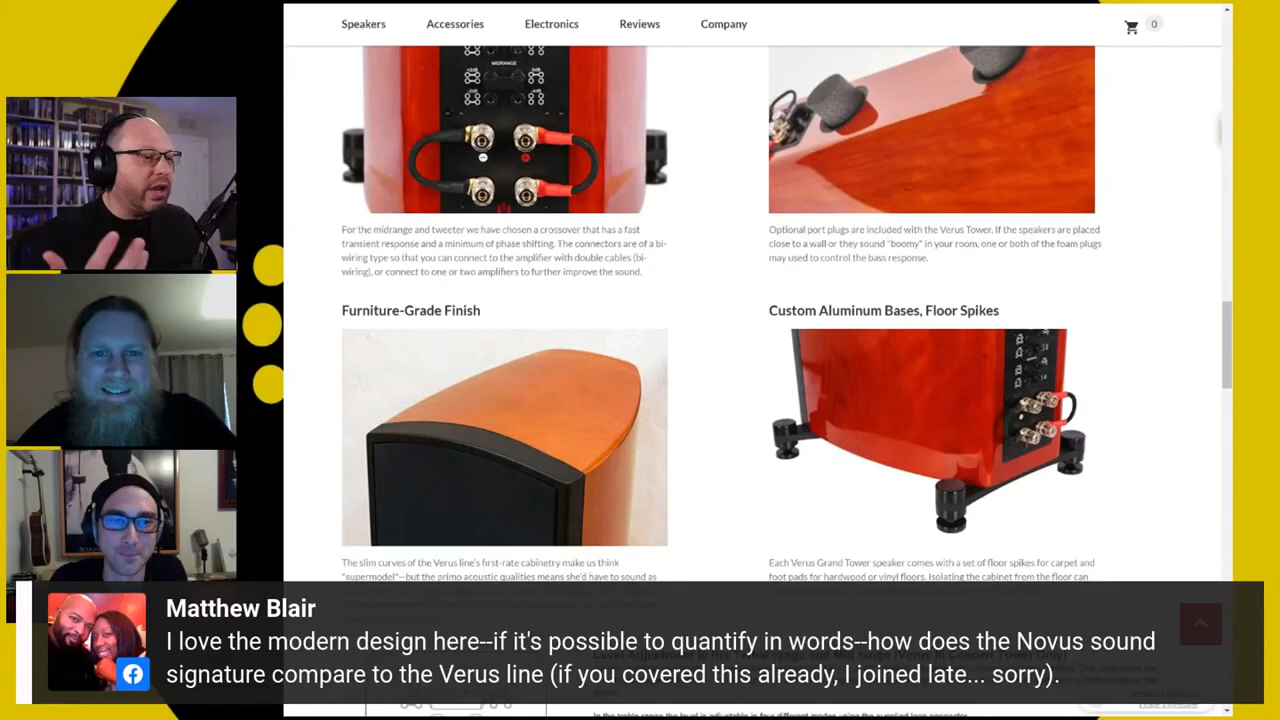 Speakers Accessories Electronics Reviews Company 0
MIDRANGE
For the midrange and tweeter we have chosen a crossover that has a fast
transient response and a minimum of phase shifting. The connectors are of a bi-
wiring type so that you can connect to the amplifier with double cables (bi-
wiring), or connect to one or two amplifiers to further improve the sound.
Optional port plugs are included with the Verus Tower. If the speakers are placed
close to a wall or they sound "boomy" in your room, one or both of the foam plugs
may used to control the bass response.
Furniture-Grade Finish
Custom Aluminum Bases, Floor Spikes
The slim curves of the Verus line's first-rate cabinetry make us think
"supermodel"—but the primo acoustic qualities means she'd have to sound as
Each Verus Grand Tower speaker comes with a set of floor spikes for carpet and
foot pads for hardwood or vinyl floors. Isolating the cabinet from the floor can
Matthew Blair
I love the modern design here--if it's possible to quantify in words--how does the Novus sound
signature compare to the Verus line (if you covered this already, I joined late... sorry).